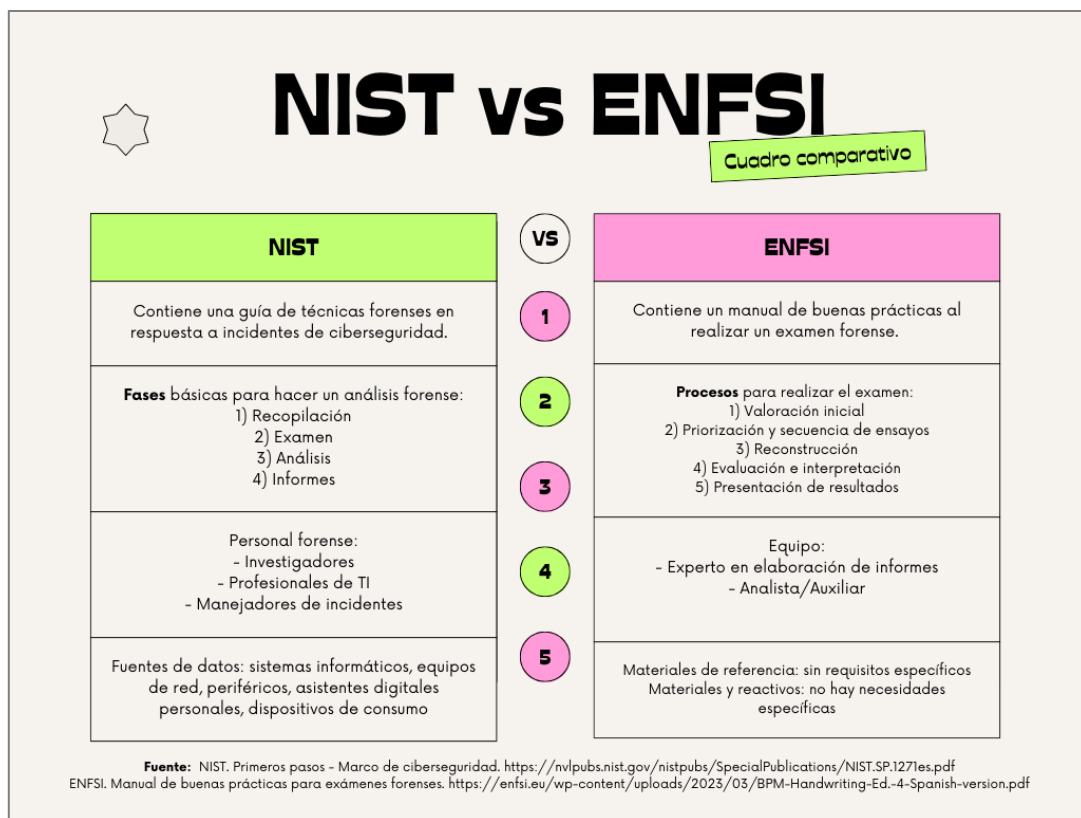 NIST vs ENFSI
Cuadro comparativo
NIST
VS
ENFSI
Contiene una guía de técnicas forenses en
respuesta a incidentes de ciberseguridad.
1
Contiene un manual de buenas prácticas al
realizar un examen forense.
Fases básicas para hacer un análisis forense:
1) Recopilación
2) Examen
3) Análisis
4) Informes
2
Procesos para realizar el examen:
1) Valoración inicial
2) Priorización y secuencia de ensayos
3) Reconstrucción
4) Evaluación e interpretación
5) Presentación de resultados
3
Personal forense:
- Investigadores
- Profesionales de TI
- Manejadores de incidentes
4
Equipo:
- Experto en elaboración de informes
- Analista/Auxiliar
Fuentes de datos: sistemas informáticos, equipos
de red, periféricos, asistentes digitales
personales, dispositivos de consumo
5
Materiales de referencia: sin requisitos específicos
Materiales y reactivos: no hay necesidades
específicas
Fuente: NIST. Primeros pasos - Marco de ciberseguridad. https://nvlpubs.nist.gov/nistpubs/SpecialPublications/NIST.SP.1271es.pdf
ENFSI. Manual de buenas prácticas para exámenes forenses. https://enfsi.eu/wp-content/uploads/2023/03/BPM-Handwriting-Ed.-4-Spanish-version.pdf